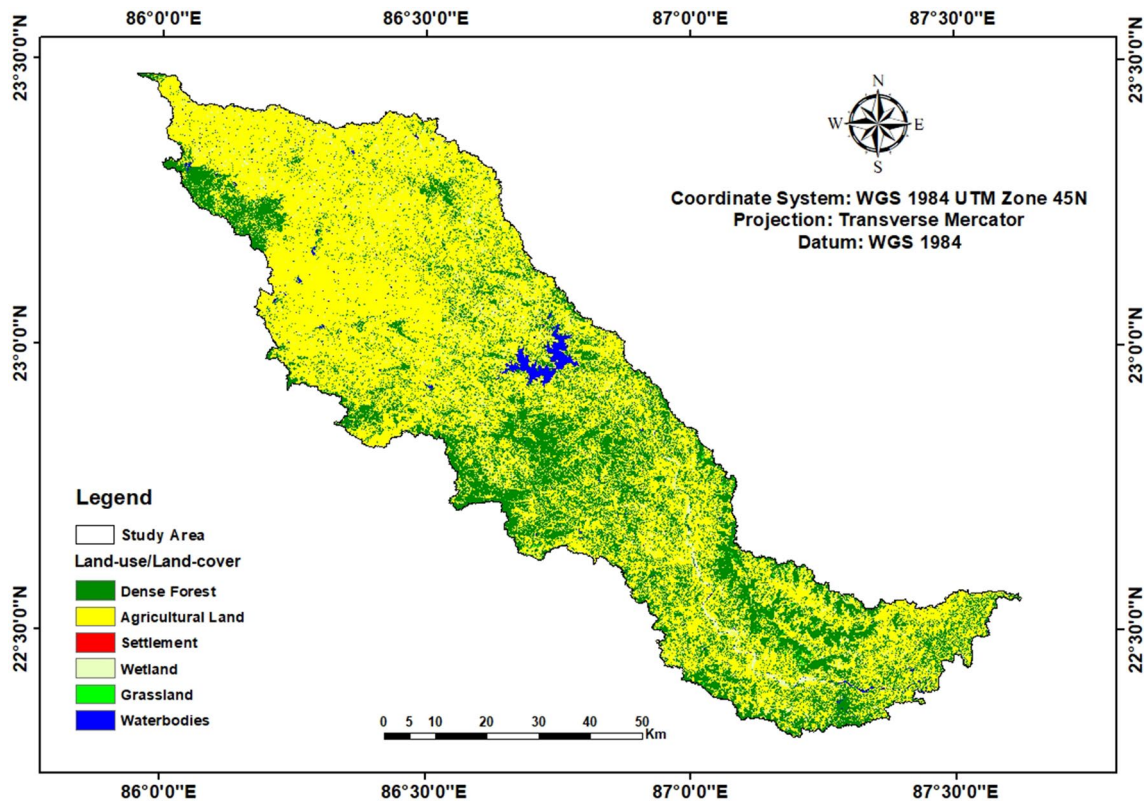 86°0'0"E 86°30'0"E 87°0'0"E 87°30'0"E
23°30'0"N 23°30'0"N
N
W E
S
Coordinate System: WGS 1984 UTM Zone 45N
Projection: Transverse Mercator
Datum: WGS 1984
23°0'0"N 23°0'0"N
Legend
Study Area
Land-use/Land-cover
Dense Forest
Agricultural Land
Settlement
Wetland
Grassland
Waterbodies
22°30'0"N 22°30'0"N
0 5 10 20 30 40 50
Km
86°0'0"E 86°30'0"E 87°0'0"E 87°30'0"E